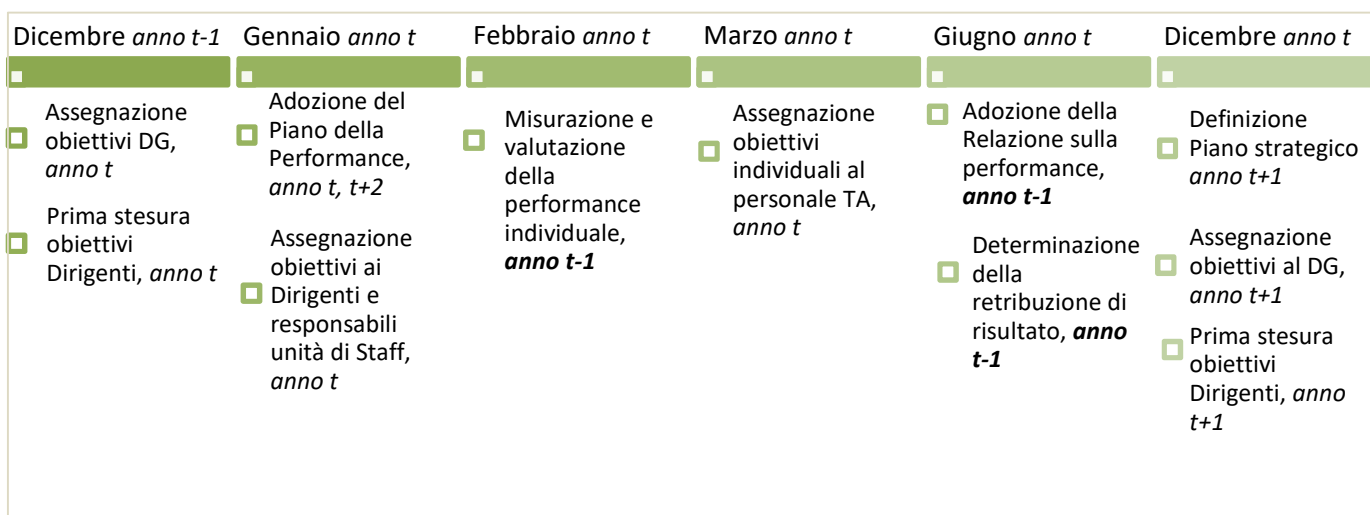 Dicembre anno t-1
Assegnazione
obiettivi DG,
anno t
Prima stesura
obiettivi
Dirigenti, anno t
Gennaio anno t
Adozione del
Piano della
Performance,
anno t, t+2
Assegnazione
obiettivi ai
Dirigenti e
responsabili
unità di Staff,
anno t
Febbraio anno t
Misurazione e
valutazione
della
performance
individuale,
anno t-1
Marzo anno t
Assegnazione
obiettivi
individuali al
personale TA,
anno t
Giugno anno t
Adozione della
Relazione sulla
performance,
anno t-1
Determinazione
della
retribuzione di
risultato, anno
t-1
Dicembre anno t
Definizione
Piano strategico
anno t+1
Assegnazione
obiettivi al DG,
anno t+1
Prima stesura
obiettivi
Dirigenti, anno
t+1